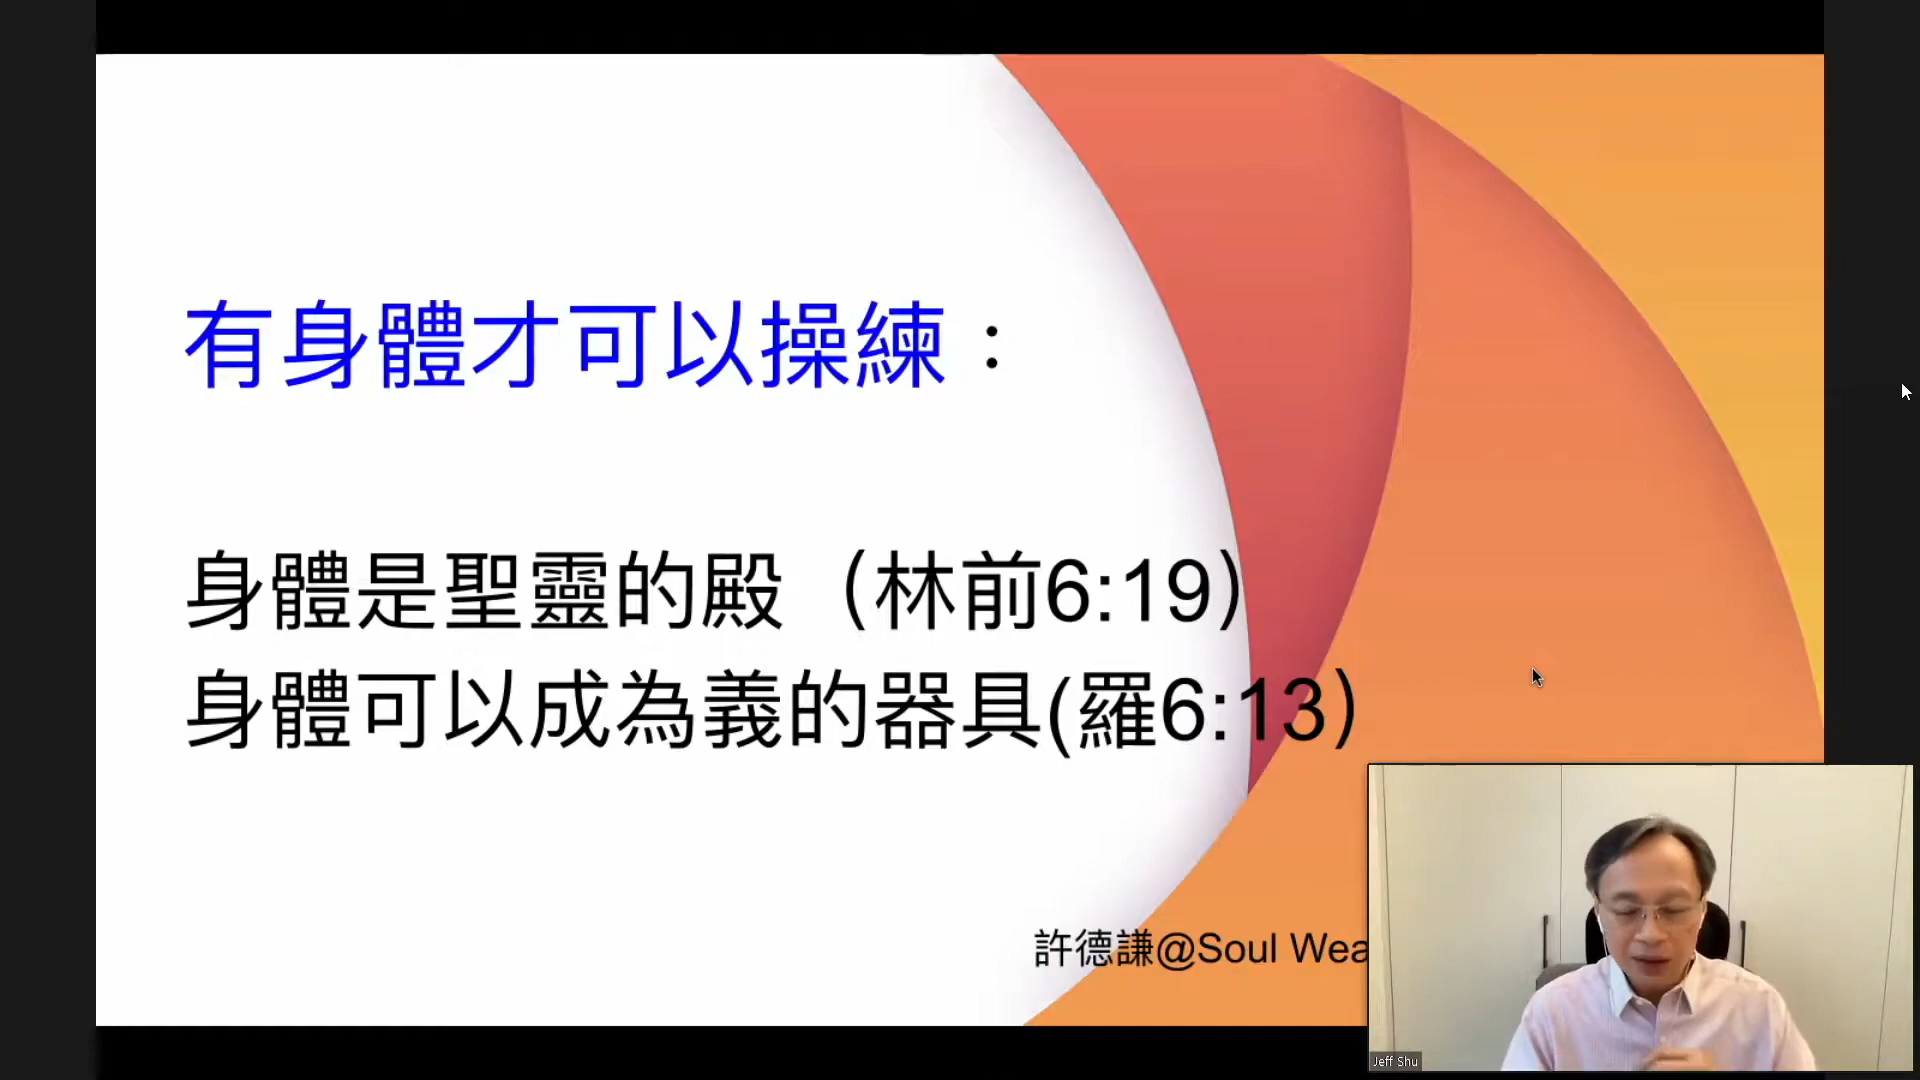 有身體才可以操練：
身體是聖靈的殿（林前6:19）
身體可以成為義的器具(羅6:13）
許德謙@Soul Wea
Jeff Shu